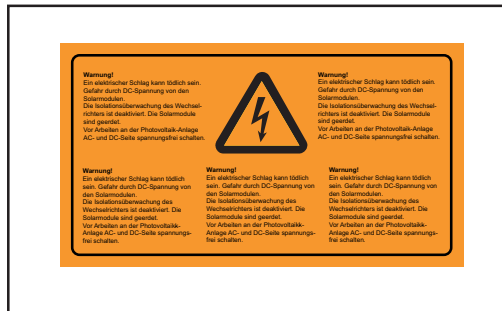 Warnung!
Ein elektrischer Schlag kann tödlich sein.
Gefahr durch DC-Spannung von den
Solarmodulen.
Die Isolationsüberwachung des Wechsel-
richters ist deaktiviert. Die Solarmodule
sind geerdet.
Vor Arbeiten an der Photovoltaik-Anlage
AC- und DC-Seite spannungsfrei schalten.
Warnung!
Ein elektrischer Schlag kann tödlich sein.
Gefahr durch DC-Spannung von den
Solarmodulen.
Die Isolationsüberwachung des Wechsel-
richters ist deaktiviert. Die Solarmodule
sind geerdet.
Vor Arbeiten an der Photovoltaik-Anlage
AC- und DC-Seite spannungsfrei schalten.
Warnung!
Ein elektrischer Schlag kann tödlich
sein. Gefahr durch DC-Spannung von
den Solarmodulen.
Die Isolationsüberwachung des
Wechselrichters ist deaktiviert. Die
Solarmodule sind geerdet.
Vor Arbeiten an der Photovoltaikk-
Anlage AC- und DC-Seite spannungs-
frei schalten.
Warnung!
Ein elektrischer Schlag kann tödlich
sein. Gefahr durch DC-Spannung von
den Solarmodulen.
Die Isolationsüberwachung des
Wechselrichters ist deaktiviert. Die
Solarmodule sind geerdet.
Vor Arbeiten an der Photovoltaikk-
Anlage AC- und DC-Seite spannungs-
frei schalten.
Warnung!
Ein elektrischer Schlag kann tödlich
sein. Gefahr durch DC-Spannung von
den Solarmodulen.
Die Isolationsüberwachung des
Wechselrichters ist deaktiviert. Die
Solarmodule sind geerdet.
Vor Arbeiten an der Photovoltaikk-
Anlage AC- und DC-Seite spannungs-
frei schalten.